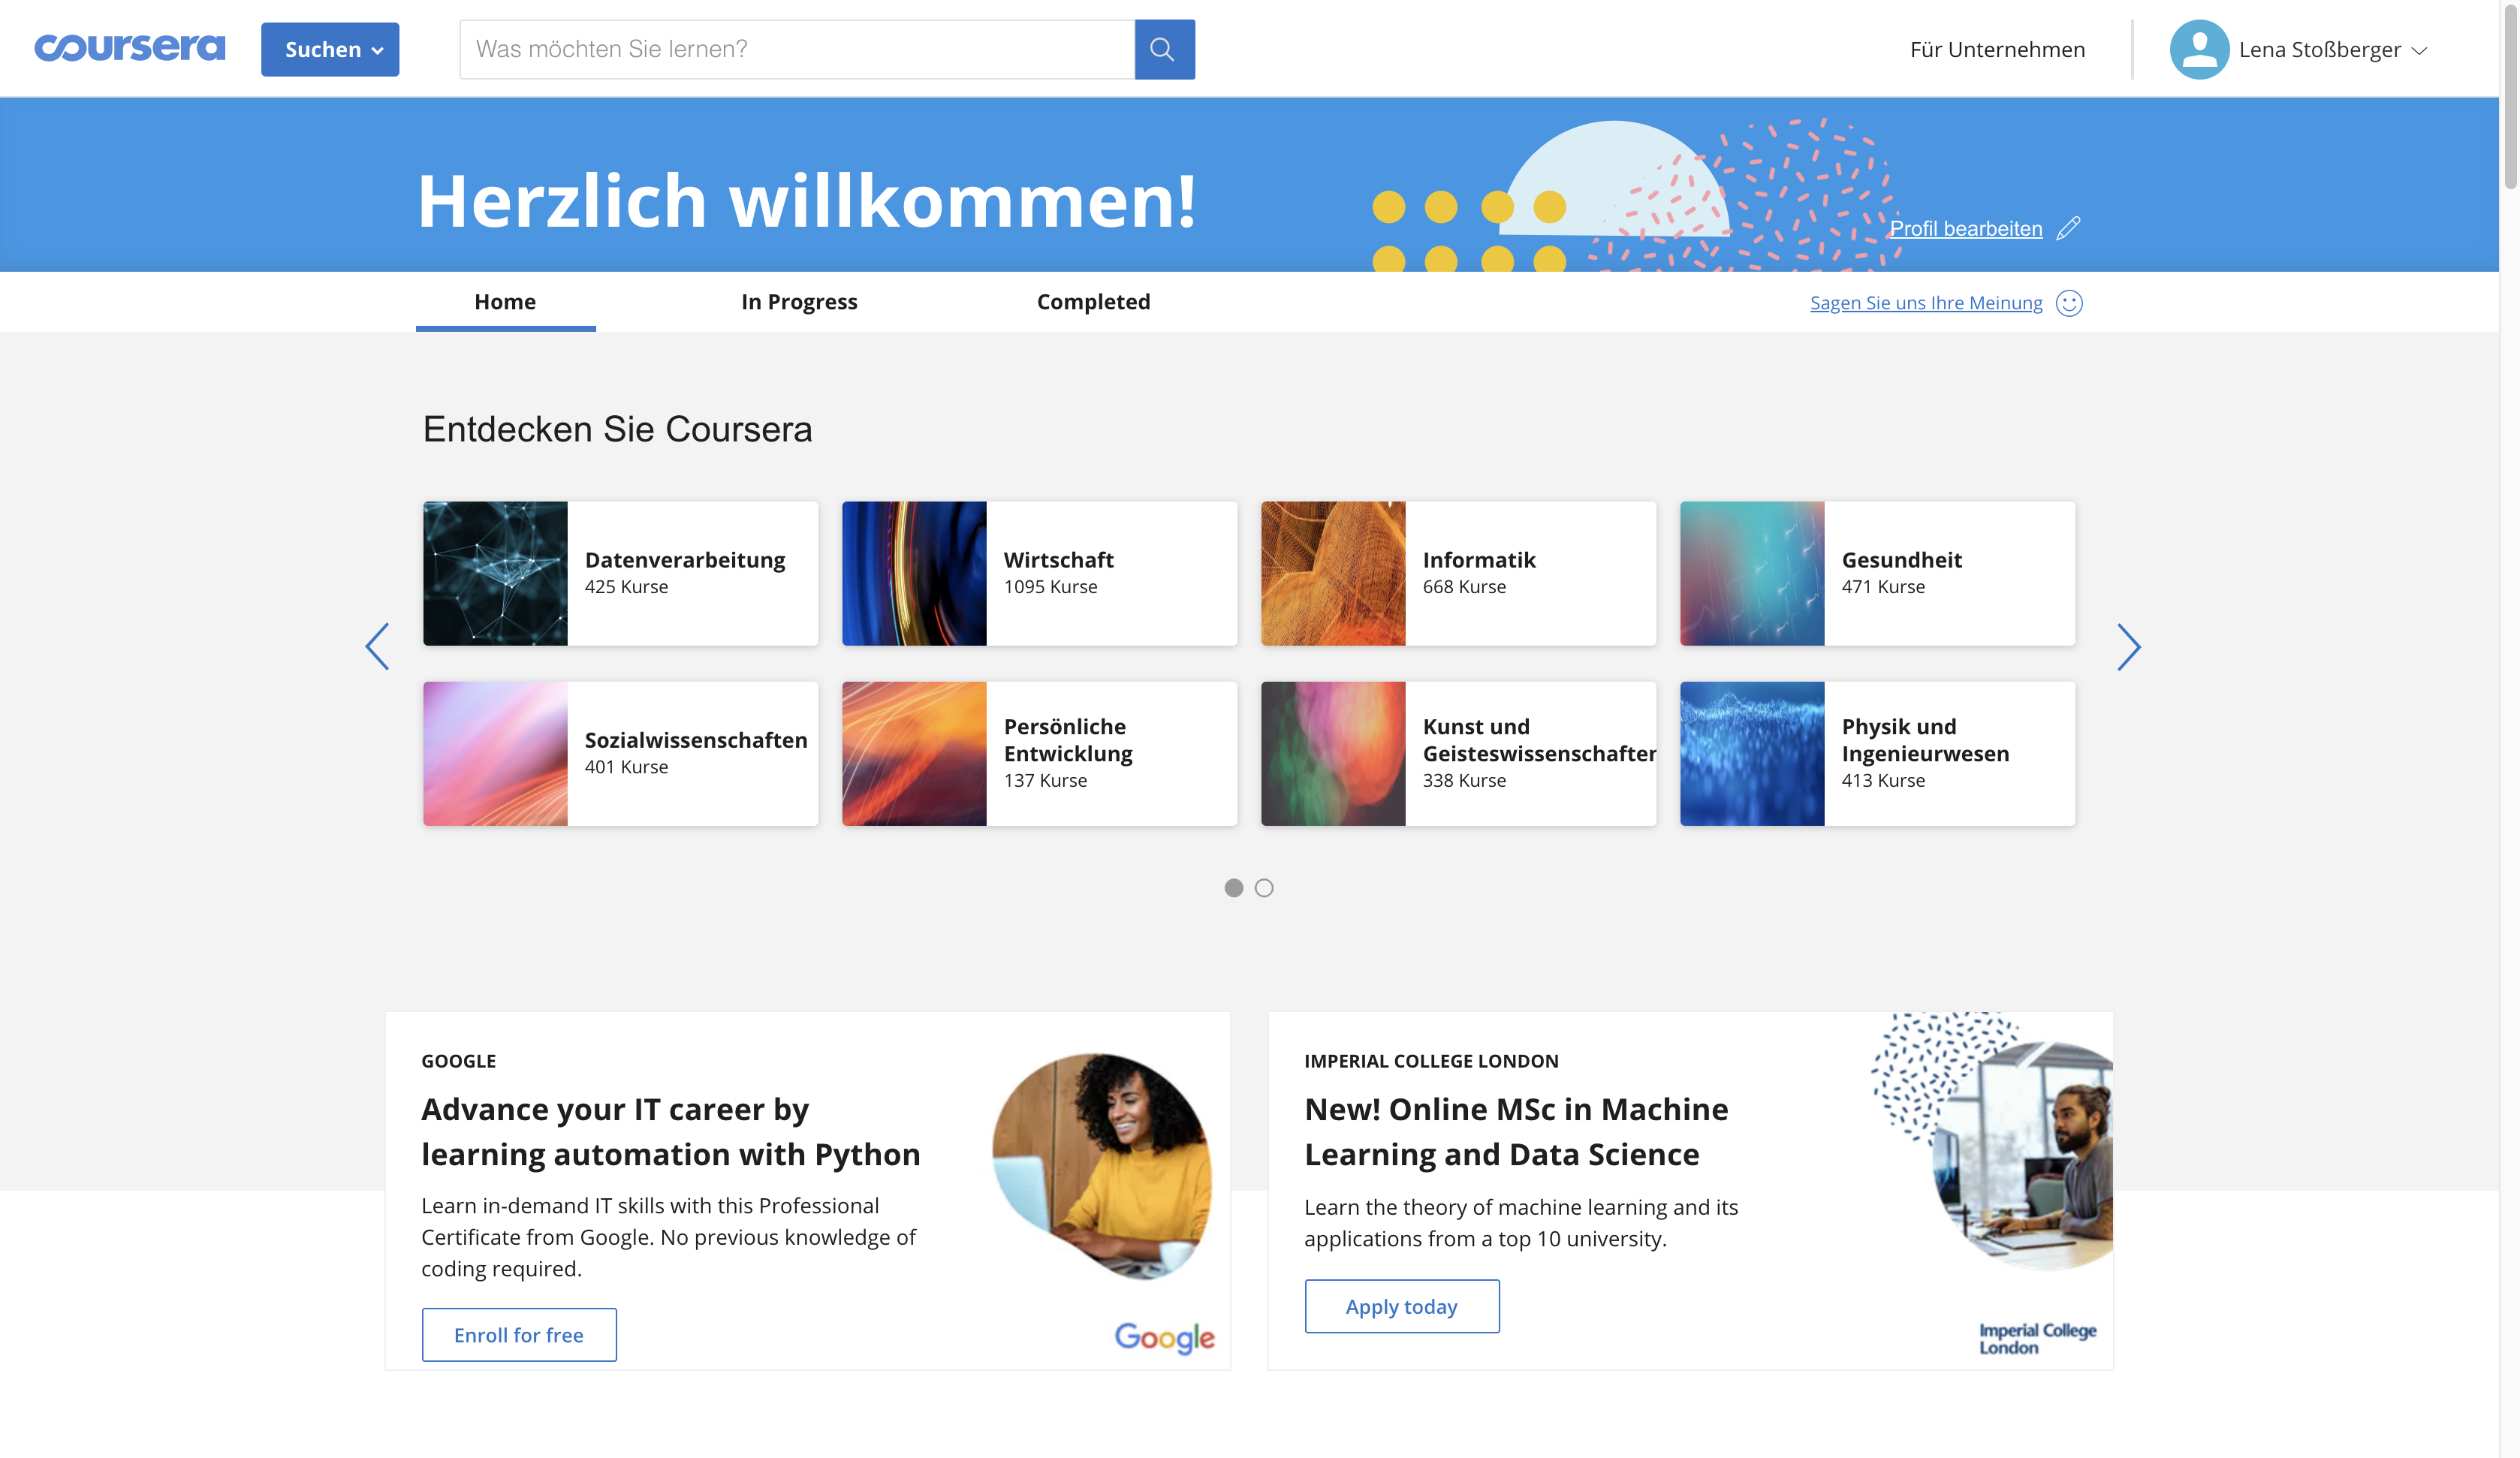 coursera
Suchen
Was möchten Sie lernen?
Für Unternehmen
Lena Stoßberger
Herzlich willkommen!
Profil bearbeiten
Home
In Progress
Completed
Sagen Sie uns Ihre Meinung
Entdecken Sie Coursera
Datenverarbeitung
425 Kurse
Wirtschaft
1095 Kurse
Informatik
668 Kurse
Gesundheit
471 Kurse
Sozialwissenschaften
401 Kurse
Persönliche
Entwicklung
137 Kurse
Kunst und
Geisteswissenschaften
338 Kurse
Physik und
Ingenieurwesen
413 Kurse
GOOGLE
Advance your IT career by
learning automation with Python
Learn in-demand IT skills with this Professional
Certificate from Google. No previous knowledge of
coding required.
Enroll for free
Google
IMPERIAL COLLEGE LONDON
New! Online MSc in Machine
Learning and Data Science
Learn the theory of machine learning and its
applications from a top 10 university.
Apply today
Imperial College
London